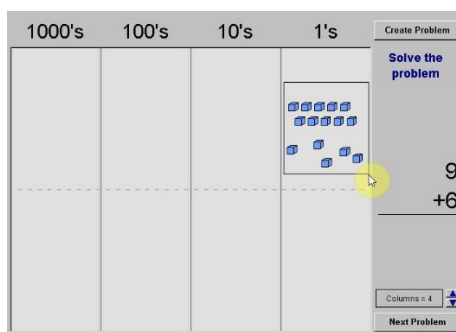 1000's 100's 10's 1's
Create Problem
Solve the
problem
9
+6
Columns = 4
Next Problem